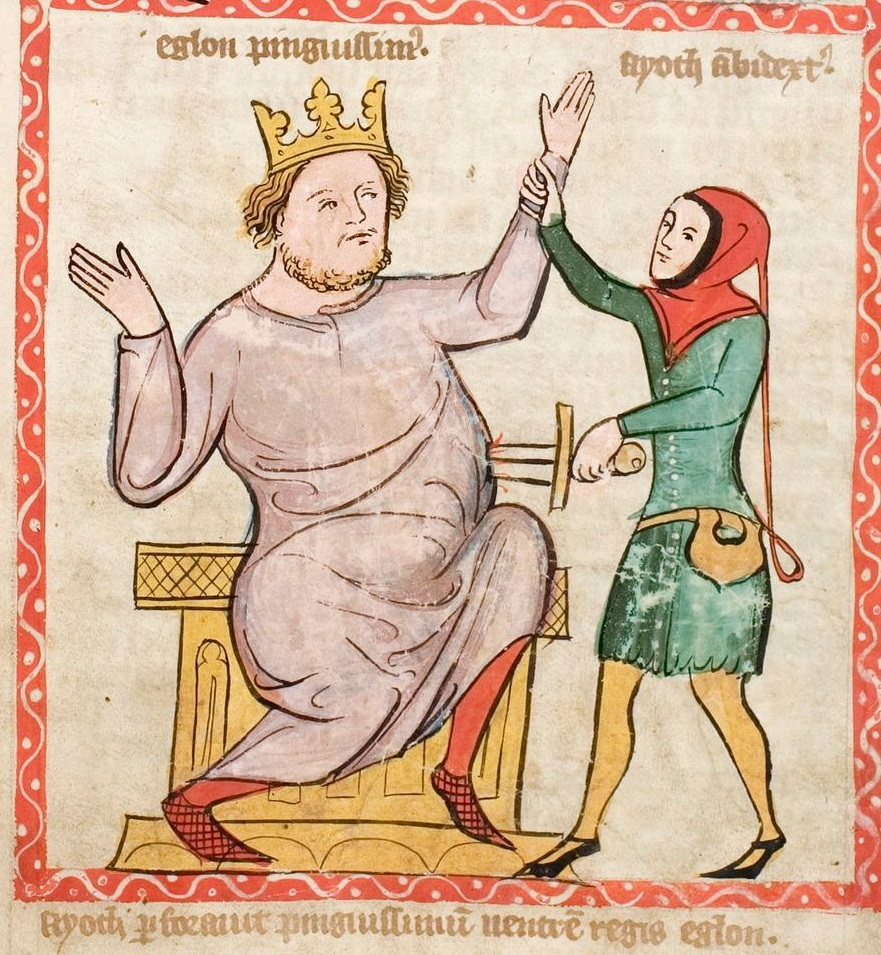 eglon pinguissim⁹.
ayoth ābidext⁹.
ayoth ꝑforauit pinguissimū uentrē regis eglon.